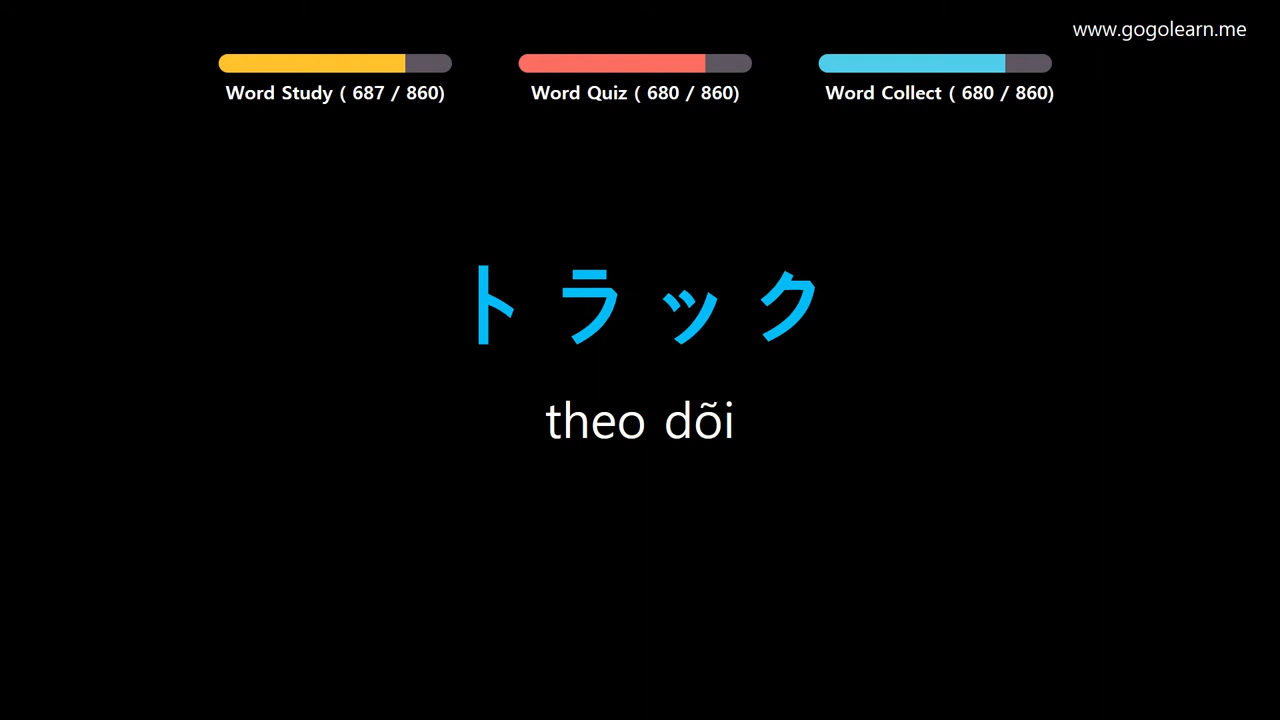 www.gogolearn.me
Word Study ( 687 / 860)
Word Quiz ( 680 / 860)
Word Collect ( 680 / 860)
トラック
theo dõi